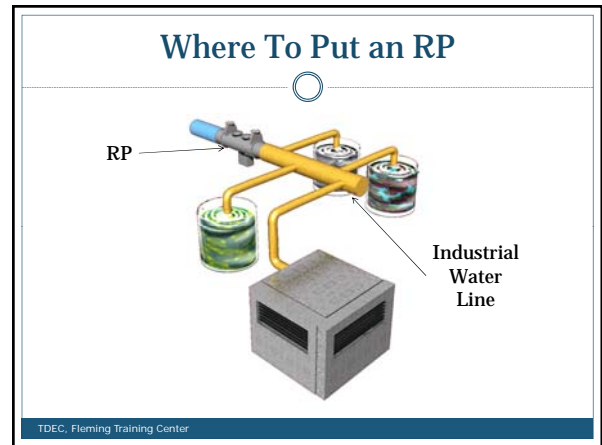 Where To Put an RP
RP
Industrial
Water
Line
TDEC, Fleming Training Center